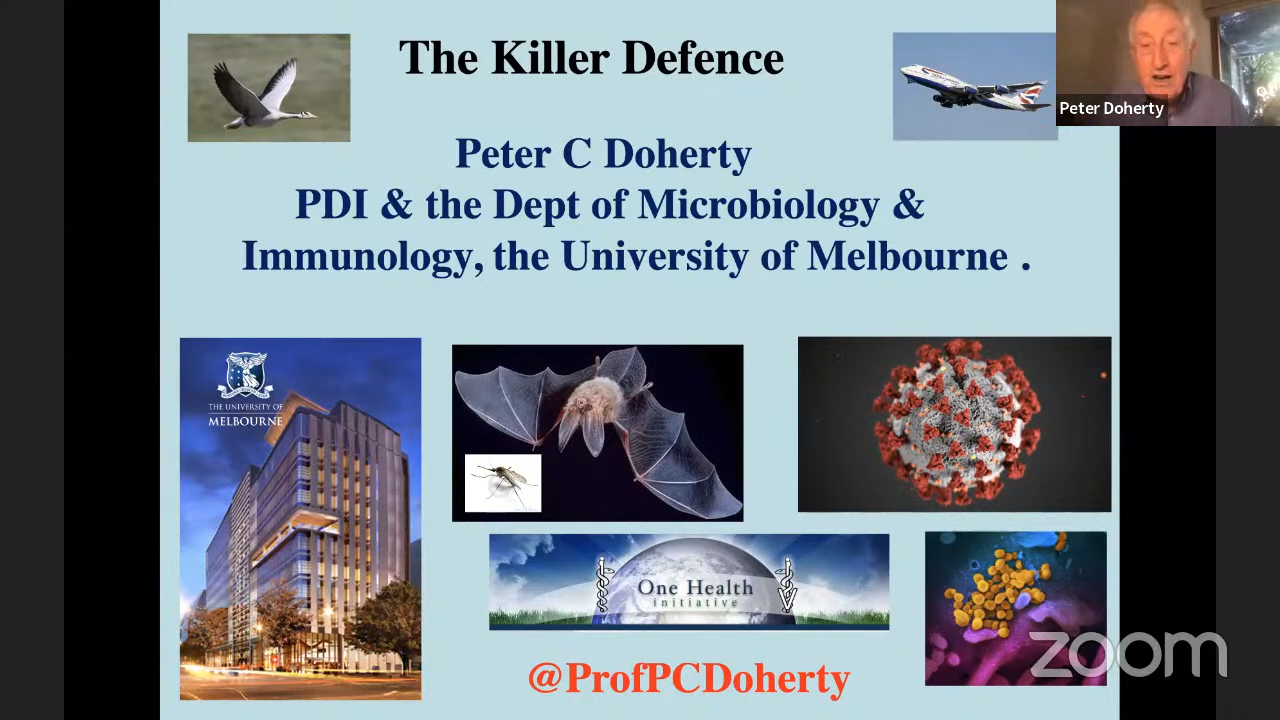 The Killer Defence
Peter Doherty
Peter C Doherty
PDI & the Dept of Microbiology &
Immunology, the University of Melbourne .
THE UNIVERSITY OF
MELBOURNE
One Health
initiative
zoom
@ProfPCDoherty